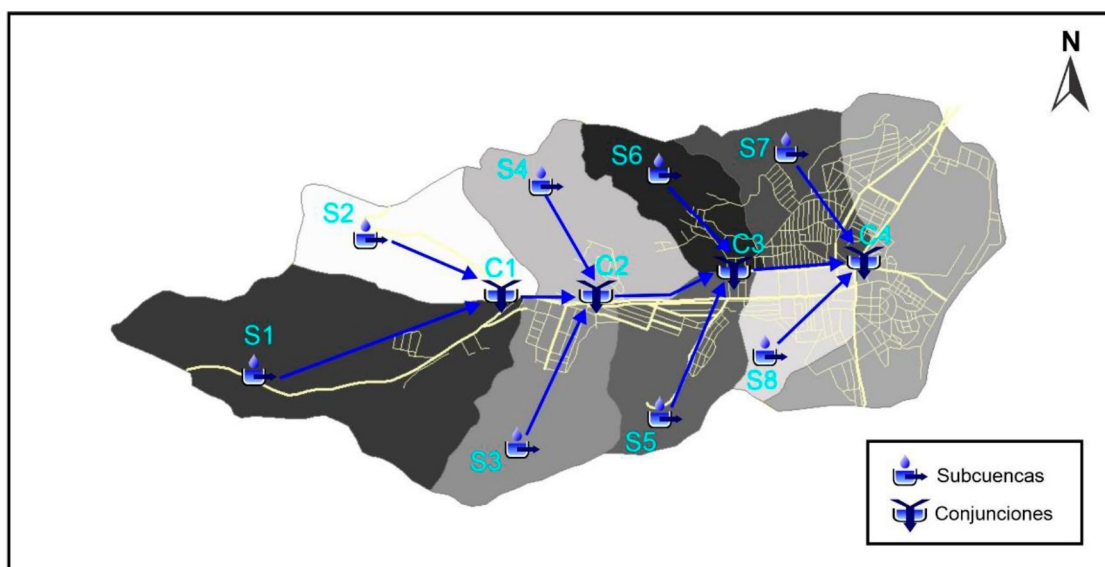 N
S4
S6
S7
S2
C1
C2
C3
C4
S1
S3
S5
S8
Subcuencas
Conjunciones